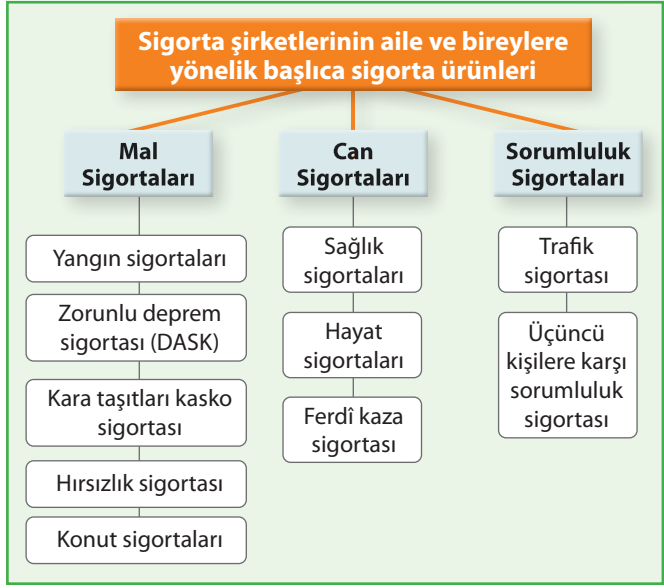 Sigorta şirketlerinin aile ve bireylere
yönelik başlıca sigorta ürünleri
Mal
Sigortaları
Yangın sigortaları
Zorunlu deprem
sigortası (DASK)
Kara taşıtları kasko
sigortası
Hırsızlık sigortası
Konut sigortaları
Can
Sigortaları
Sağlık
sigortaları
Hayat
sigortaları
Ferdî kaza
sigortası
Sorumluluk
Sigortaları
Trafik
sigortası
Üçüncü
kişilere karşı
sorumluluk
sigortası